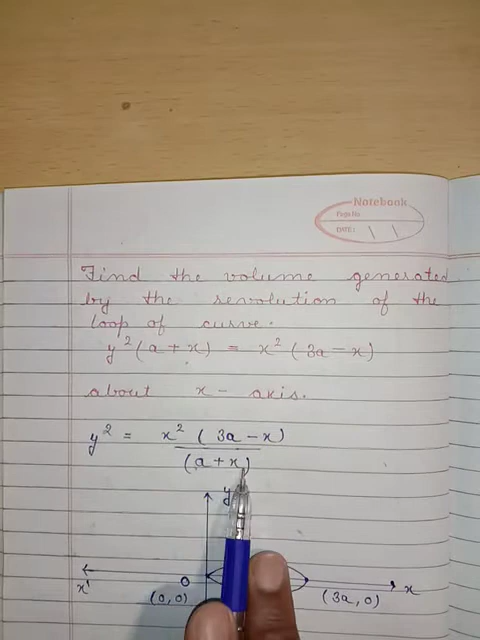 Notebook
Page No.
DATE:
Find the volume generated
by the revolution of the
loop of curve.
y²(a+x) = x²(3a-x)
about x-axis.
y² = x²(3a-x)
(a+x)
y
x' O x
(0,0) (3a,0)